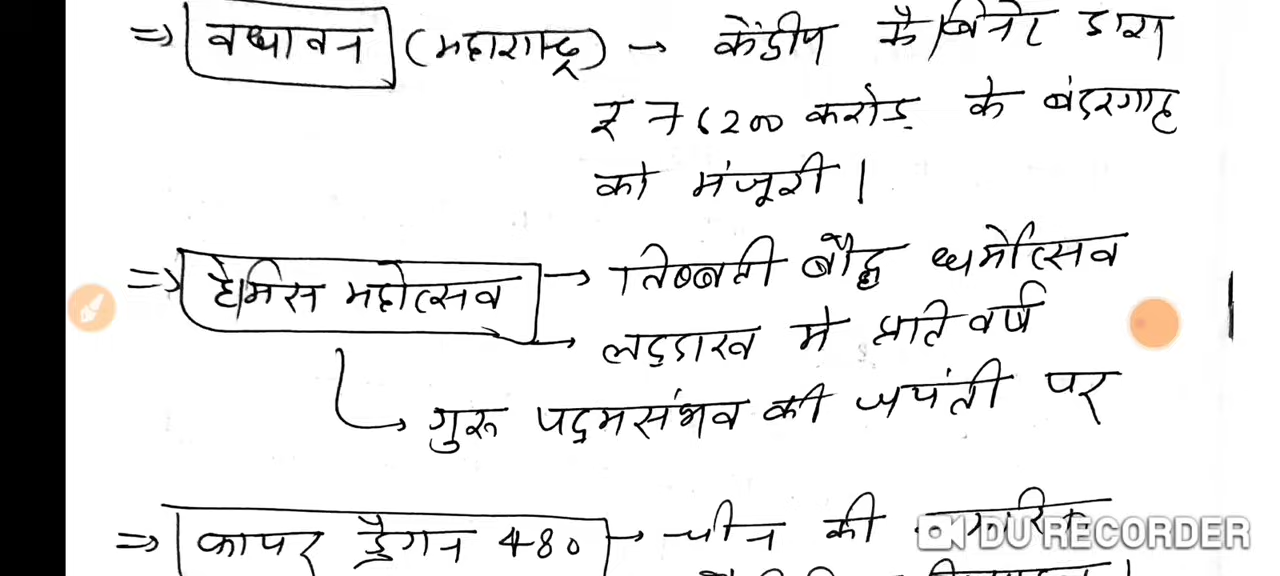 ⇒ वधावन (महाराष्ट्र) → केंद्रीय कैबिनेट द्वारा
₹ 76200 करोड़ के बंदरगाह
को मंजूरी।
⇒ हेमिस महोत्सव → तिब्बती बौद्ध धर्मोत्सव
→ लद्दाख मे प्रति वर्ष
→ गुरू पद्मसंभव की जयंती पर
⇒ कापर ड्रैगन 480 → चीन की
DU RECORDER